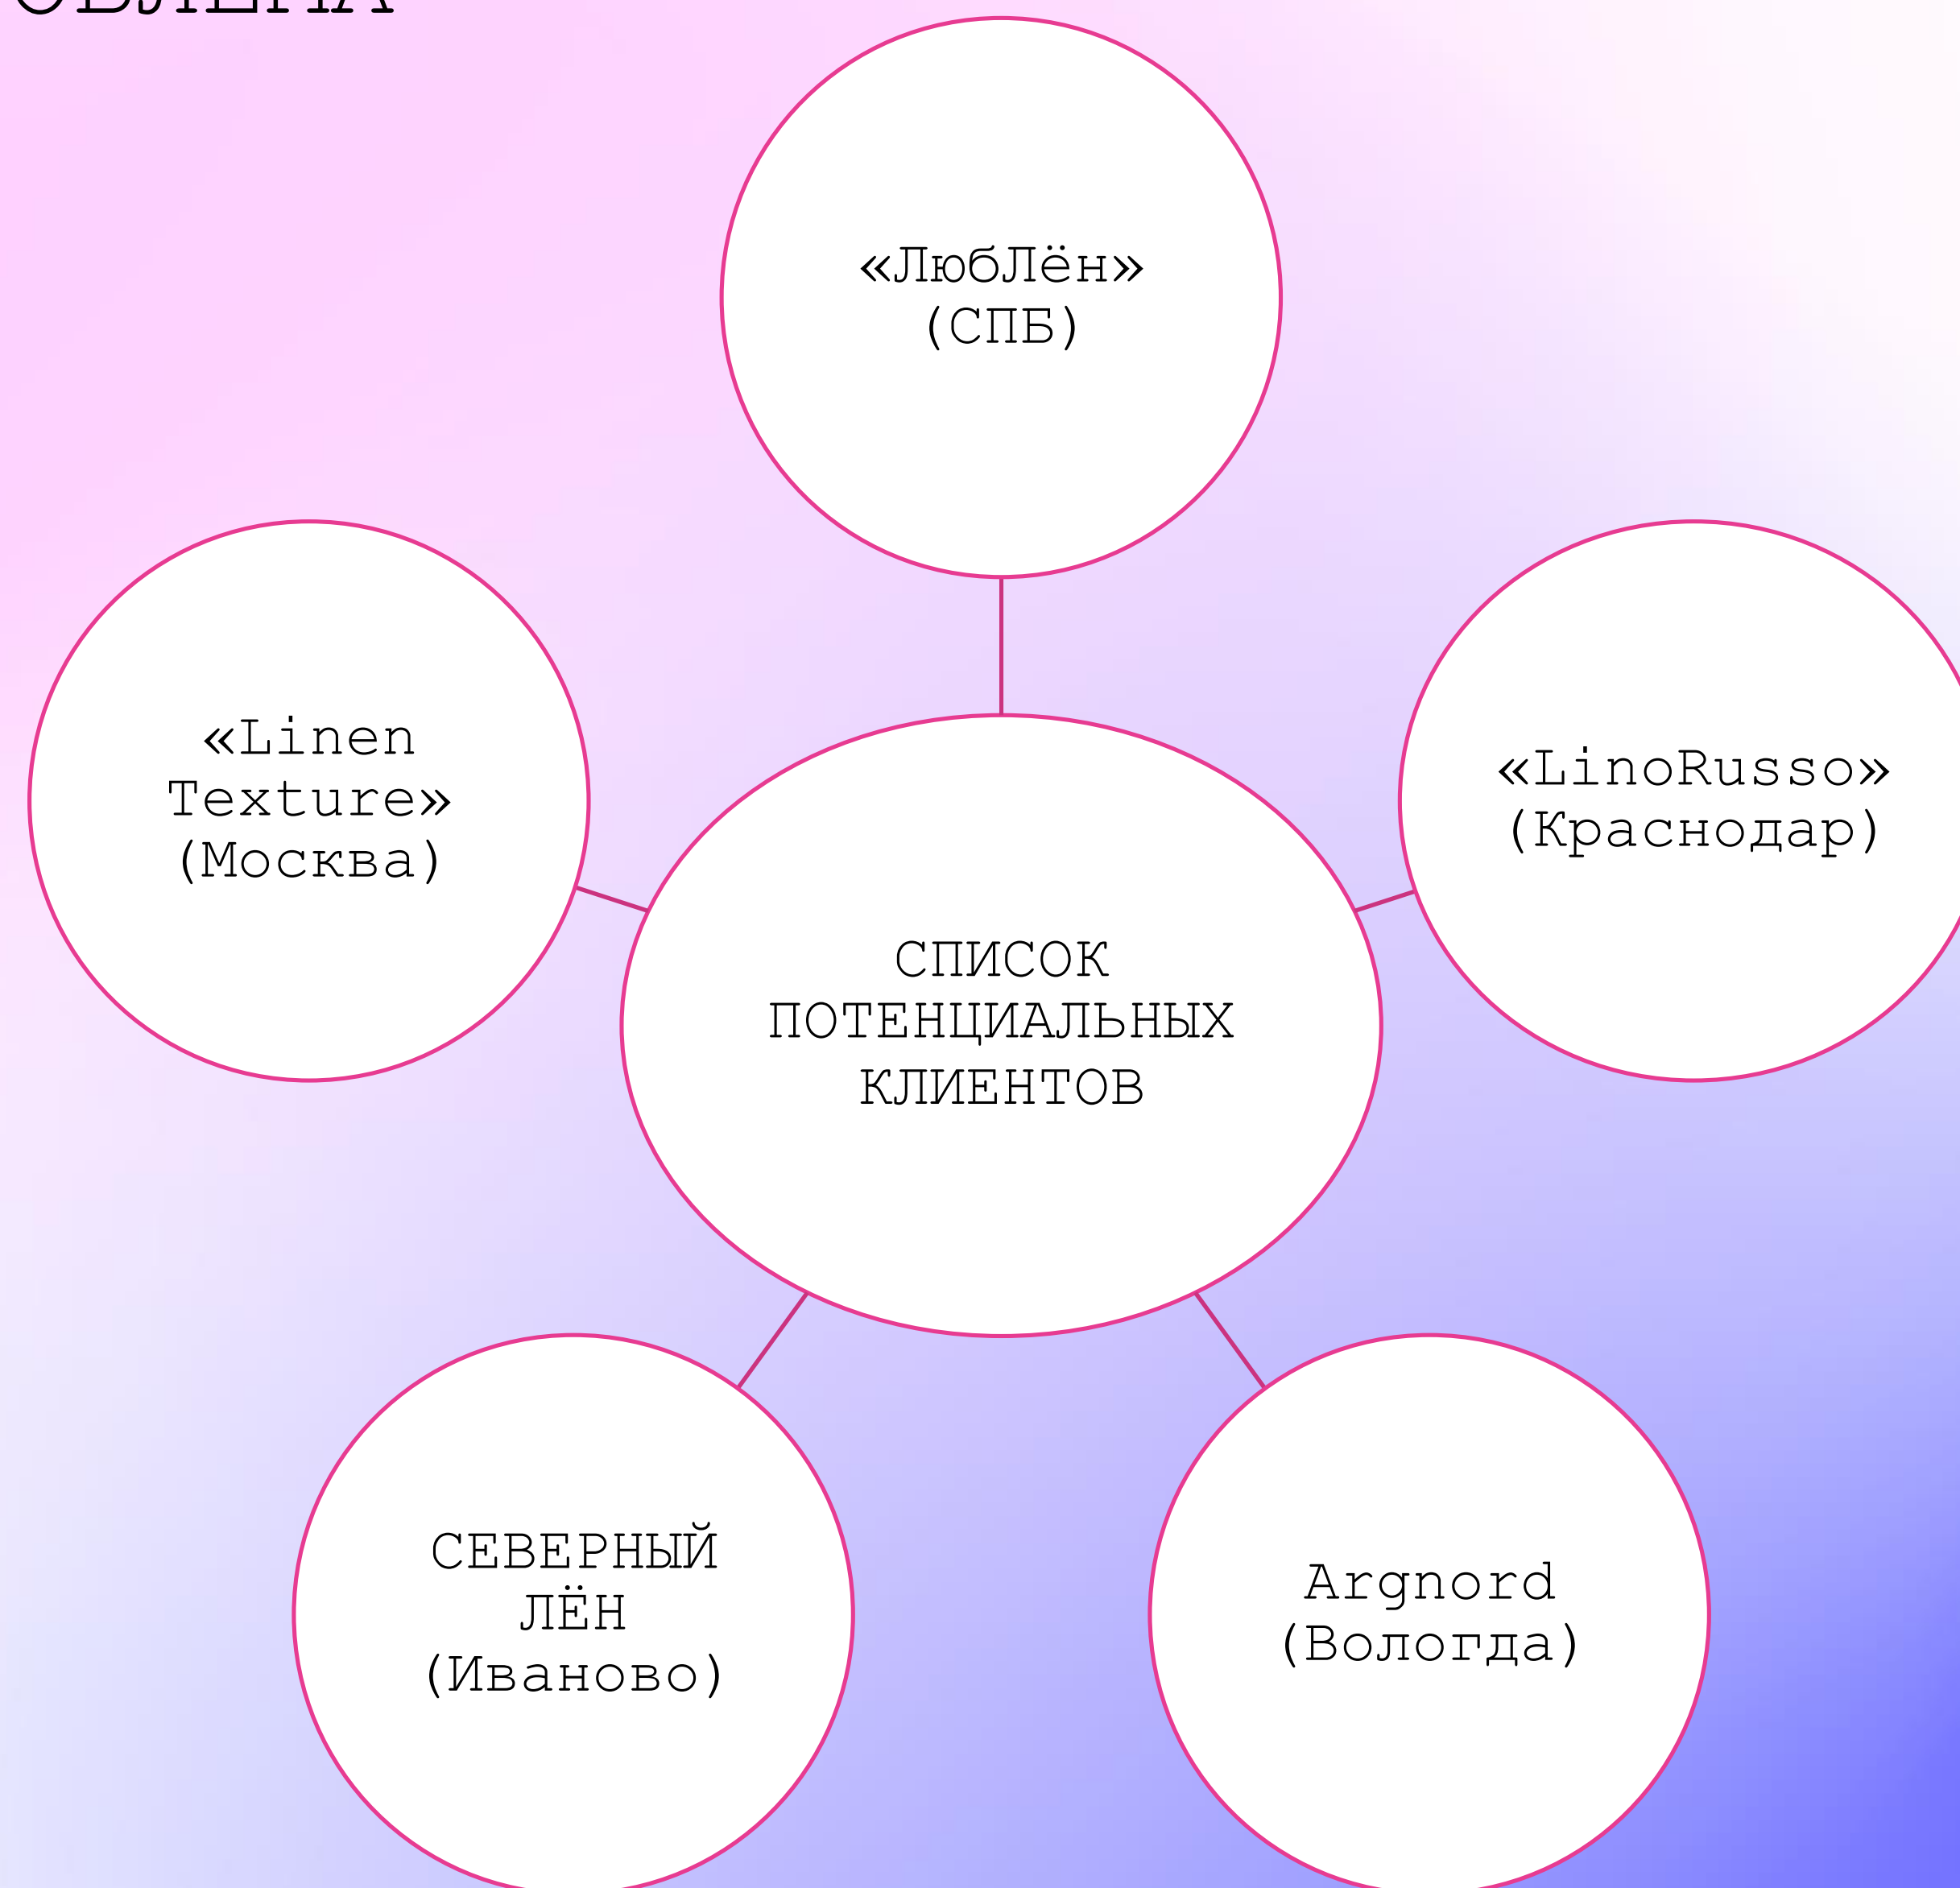 «ЛюбЛён»
(СПБ)
«Linen
Texture»
(Москва)
«LinoRusso»
(Краснодар)
СПИСОК
ПОТЕНЦИАЛЬНЫХ
КЛИЕНТОВ
СЕВЕРНЫЙ
ЛЁН
(Иваново)
Argnord
(Вологда)